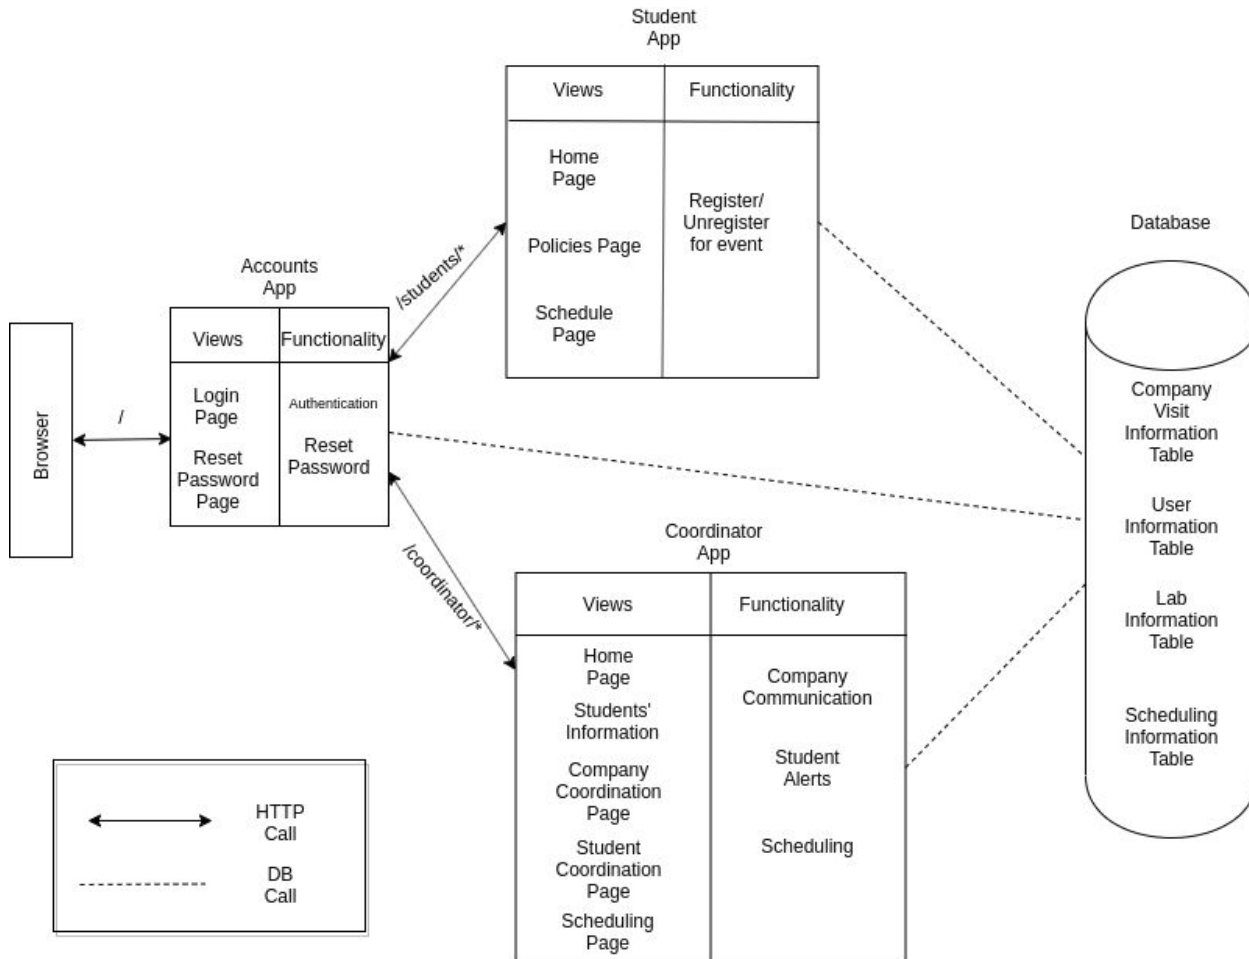 Student
App
Views
Functionality
Home
Page
Policies Page
Schedule
Page
Register/
Unregister
for event
/students/*
Accounts
App
Views
Functionality
Login
Page
Reset
Password
Page
Authentication
Reset
Password
Browser
/
/coordinator/*
Coordinator
App
Views
Functionality
Home
Page
Students'
Information
Company
Coordination
Page
Student
Coordination
Page
Scheduling
Page
Company
Communication
Student
Alerts
Scheduling
Database
Company
Visit
Information
Table
User
Information
Table
Lab
Information
Table
Scheduling
Information
Table
HTTP
Call
DB
Call